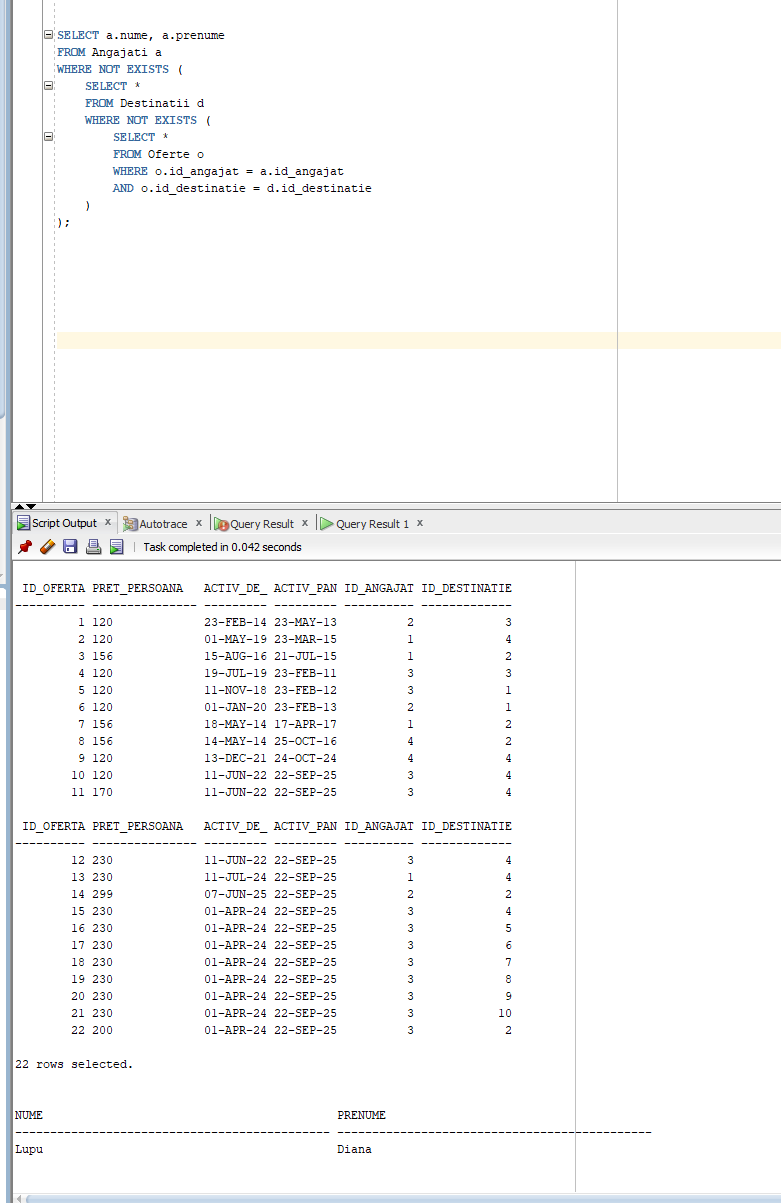 SELECT a.nume, a.prenume
FROM Angajati a
WHERE NOT EXISTS (
SELECT *
FROM Destinatii d
WHERE NOT EXISTS (
SELECT *
FROM Oferte o
WHERE o.id_angajat = a.id_angajat
AND o.id_destinatie = d.id_destinatie
)
);
Script Output x Autotrace x Query Result x Query Result 1 x
Task completed in 0.042 seconds
ID_OFERTA PRET_PERSOANA ACTIV_DE_ ACTIV_PAN ID_ANGAJAT ID_DESTINATIE
---------- --------------- --------- --------- ---------- -------------
1 120 23-FEB-14 23-MAY-13 2 3
2 120 01-MAY-19 23-MAR-15 1 4
3 156 15-AUG-16 21-JUL-15 1 2
4 120 19-JUL-19 23-FEB-11 3 3
5 120 11-NOV-18 23-FEB-12 3 1
6 120 01-JAN-20 23-FEB-13 2 1
7 156 18-MAY-14 17-APR-17 1 2
8 156 14-MAY-14 25-OCT-16 4 2
9 120 13-DEC-21 24-OCT-24 4 4
10 120 11-JUN-22 22-SEP-25 3 4
11 170 11-JUN-22 22-SEP-25 3 4
ID_OFERTA PRET_PERSOANA ACTIV_DE_ ACTIV_PAN ID_ANGAJAT ID_DESTINATIE
---------- --------------- --------- --------- ---------- -------------
12 230 11-JUN-22 22-SEP-25 3 4
13 230 11-JUL-24 22-SEP-25 1 4
14 299 07-JUN-25 22-SEP-25 2 2
15 230 01-APR-24 22-SEP-25 3 4
16 230 01-APR-24 22-SEP-25 3 5
17 230 01-APR-24 22-SEP-25 3 6
18 230 01-APR-24 22-SEP-25 3 7
19 230 01-APR-24 22-SEP-25 3 8
20 230 01-APR-24 22-SEP-25 3 9
21 230 01-APR-24 22-SEP-25 3 10
22 200 01-APR-24 22-SEP-25 3 2
22 rows selected.
NUME PRENUME
--------------------------------------------- ---------------------------------------------
Lupu Diana